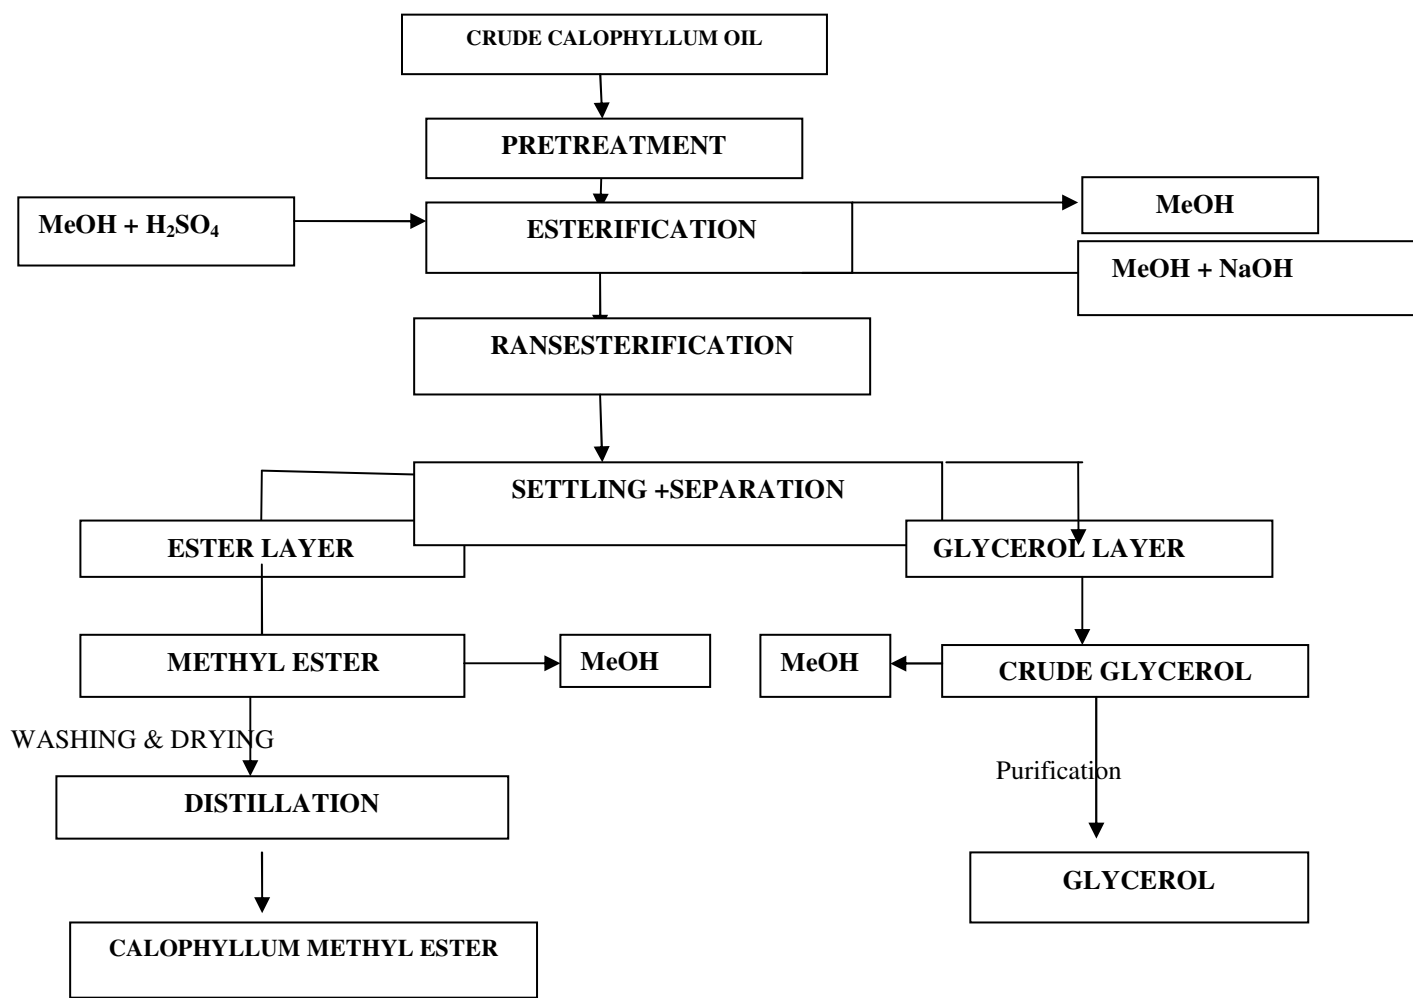 CRUDE CALOPHYLLUM OIL
PRETREATMENT
MeOH + H₂SO₄
ESTERIFICATION
MeOH
MeOH + NaOH
RANSESTERIFICATION
SETTLING +SEPARATION
ESTER LAYER
GLYCEROL LAYER
METHYL ESTER
MeOH
MeOH
CRUDE GLYCEROL
WASHING & DRYING
Purification
DISTILLATION
GLYCEROL
CALOPHYLLUM METHYL ESTER